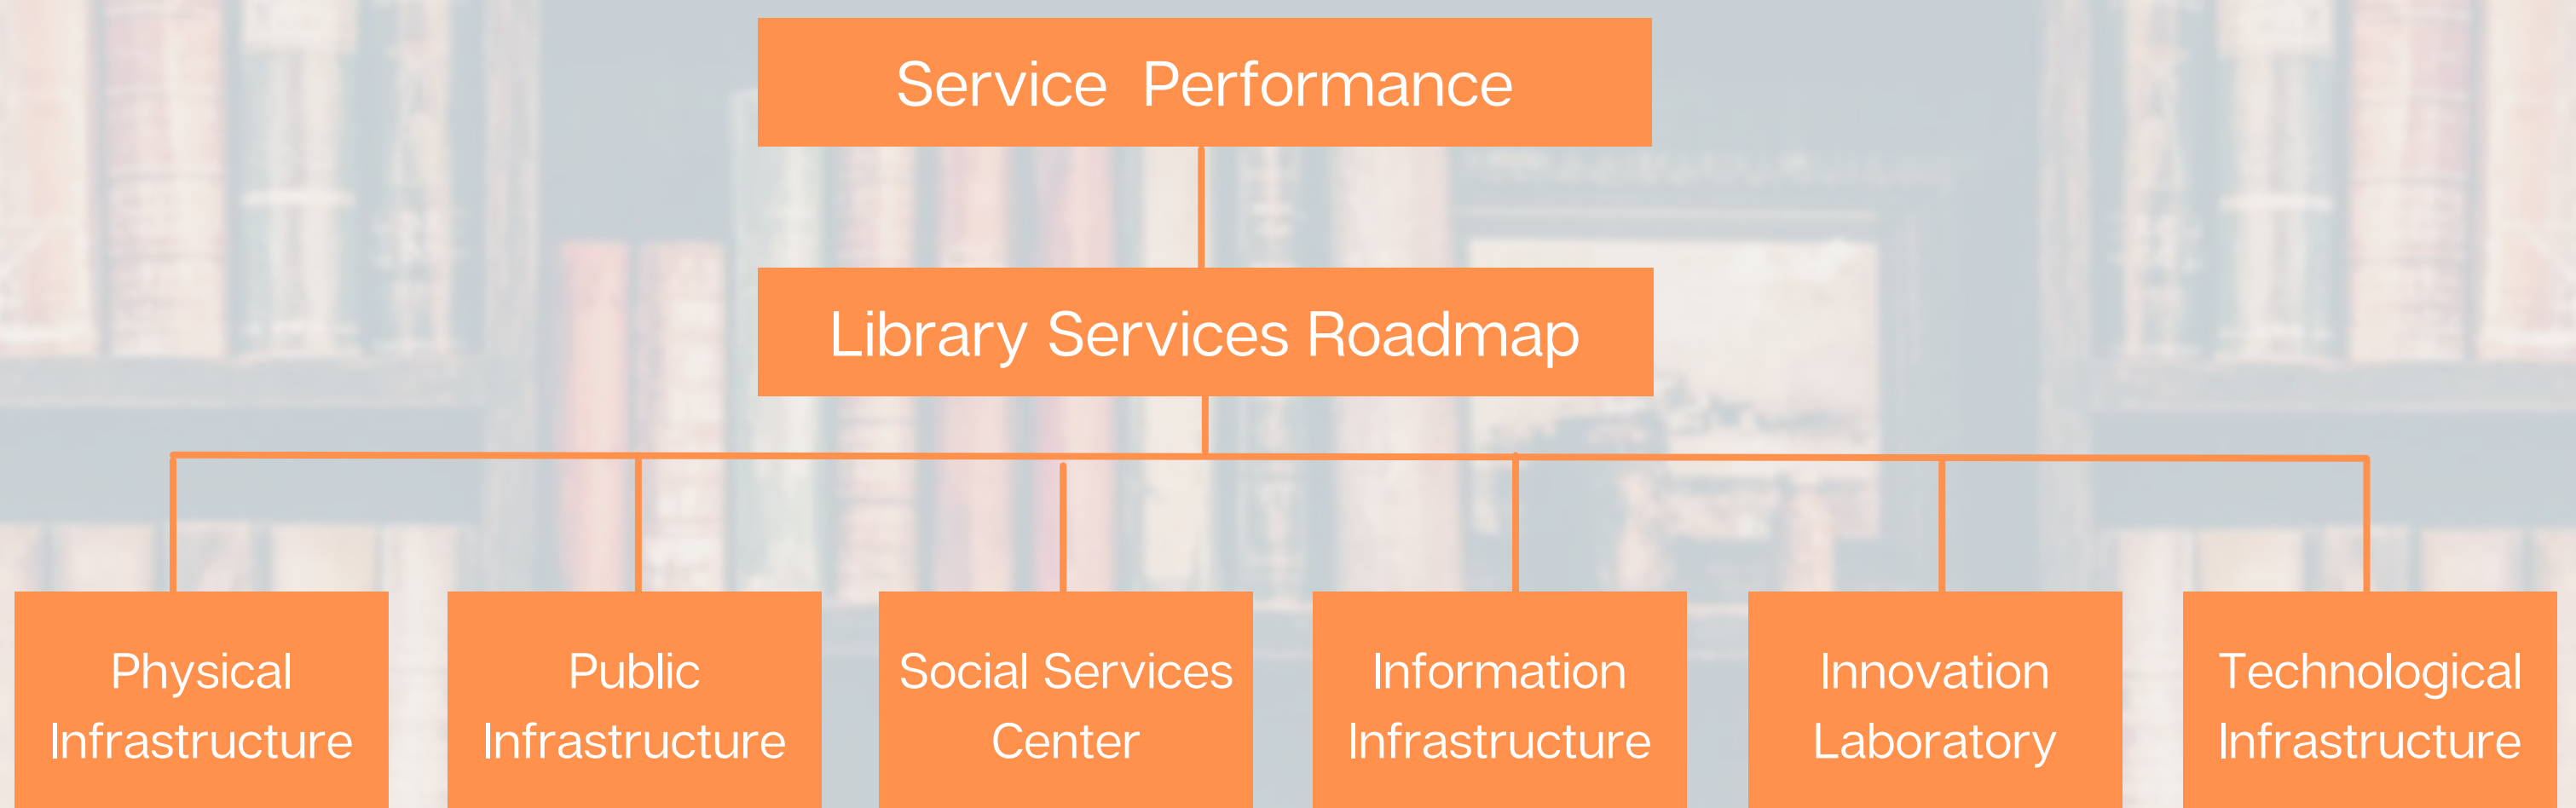 Service Performance
Library Services Roadmap
Physical
Infrastructure
Public
Infrastructure
Social Services
Center
Information
Infrastructure
Innovation
Laboratory
Technological
Infrastructure